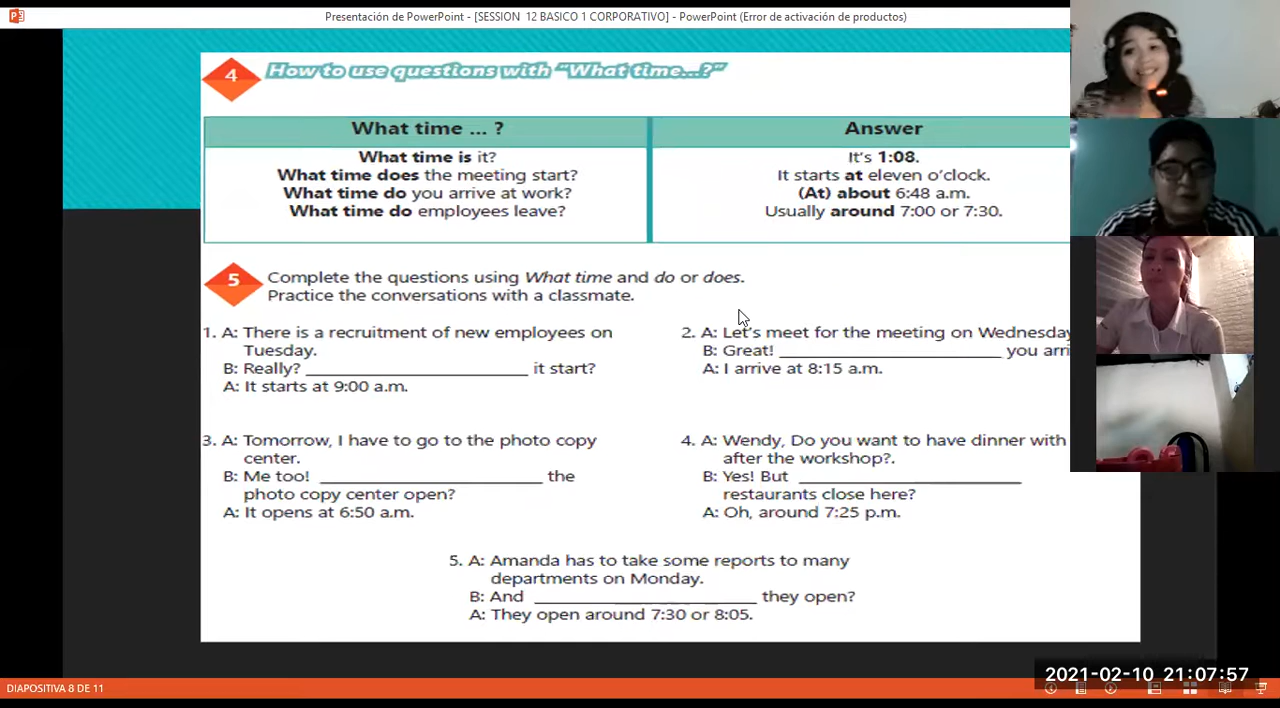 Presentación de PowerPoint - [SESSION 12 BASICO 1 CORPORATIVO] - PowerPoint (Error de activación de productos)
4 How to use questions with “What time...?”
What time ... ?
What time is it?
What time does the meeting start?
What time do you arrive at work?
What time do employees leave?
Answer
It's 1:08.
It starts at eleven o'clock.
(At) about 6:48 a.m.
Usually around 7:00 or 7:30.
5 Complete the questions using What time and do or does.
Practice the conversations with a classmate.
1. A: There is a recruitment of new employees on
Tuesday.
B: Really? ______________________ it start?
A: It starts at 9:00 a.m.
2. A: Let's meet for the meeting on Wednesday
B: Great! ______________________ you arri
A: I arrive at 8:15 a.m.
3. A: Tomorrow, I have to go to the photo copy
center.
B: Me too! ______________________ the
photo copy center open?
A: It opens at 6:50 a.m.
4. A: Wendy, Do you want to have dinner with
after the workshop?.
B: Yes! But ______________________
restaurants close here?
A: Oh, around 7:25 p.m.
5. A: Amanda has to take some reports to many
departments on Monday.
B: And ______________________ they open?
A: They open around 7:30 or 8:05.
2021-02-10 21:07:57
DIAPOSITIVA 8 DE 11